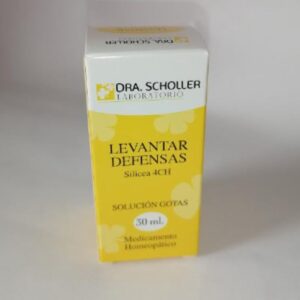 DRA. SCHOLLER
DRA. SCHOLLER
LABORATORIO
LEVANTAR
DEFENSAS
Silicea 4CH
SOLUCIÓN GOTAS
30 ml.
Medicamento
Homeopático